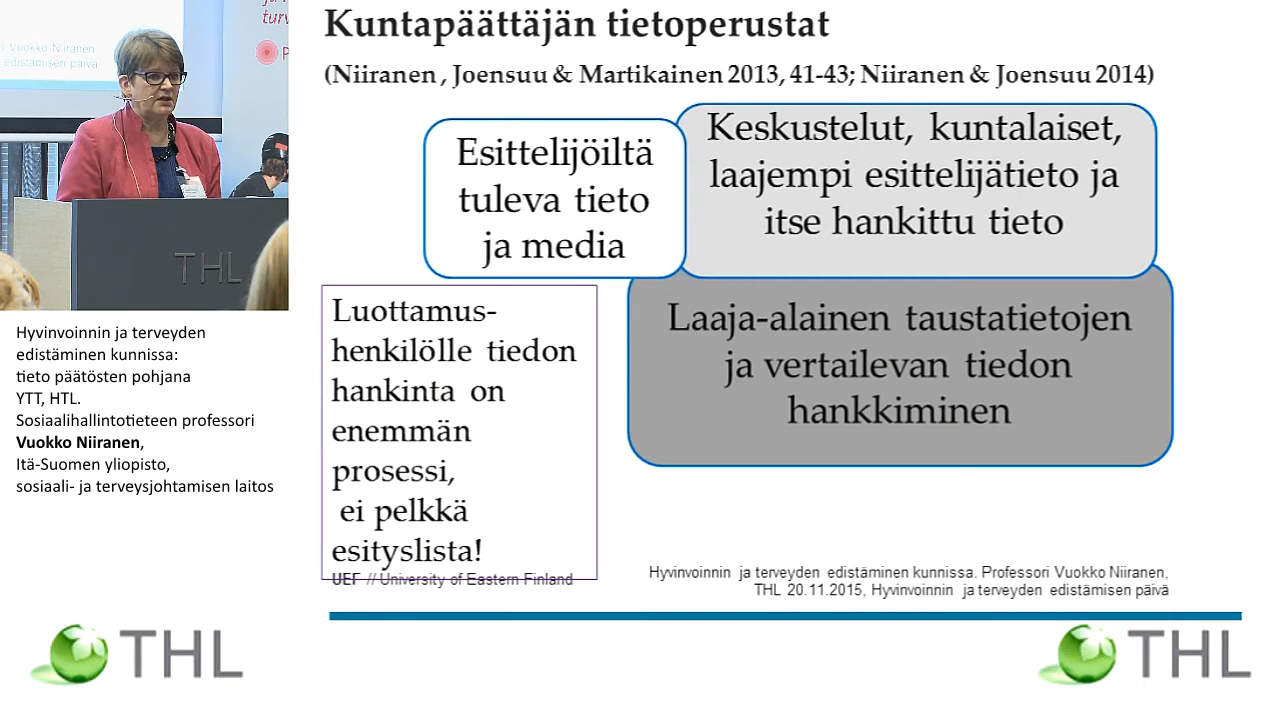 ja m
turv
Vuokko Niiranen
edistämisen päivä
P
THL
Hyvinvoinnin ja terveyden
edistäminen kunnissa:
tieto päätösten pohjana
YTT, HTL.
Sosiaalihallintotieteen professori
Vuokko Niiranen,
Itä-Suomen yliopisto,
sosiaali- ja terveysjohtamisen laitos
Kuntapäättäjän tietoperustat
(Niiranen , Joensuu & Martikainen 2013, 41-43; Niiranen & Joensuu 2014)
Esittelijöiltä
tuleva tieto
ja media
Keskustelut, kuntalaiset,
laajempi esittelijätieto ja
itse hankittu tieto
Laaja-alainen taustatietojen
ja vertailevan tiedon
hankkiminen
Luottamus-
henkilölle tiedon
hankinta on
enemmän
prosessi,
ei pelkkä
esityslista!
UEF // University of Eastern Finland
Hyvinvoinnin ja terveyden edistäminen kunnissa. Professori Vuokko Niiranen,
THL 20.11.2015, Hyvinvoinnin ja terveyden edistämisen päivä
THL
THL